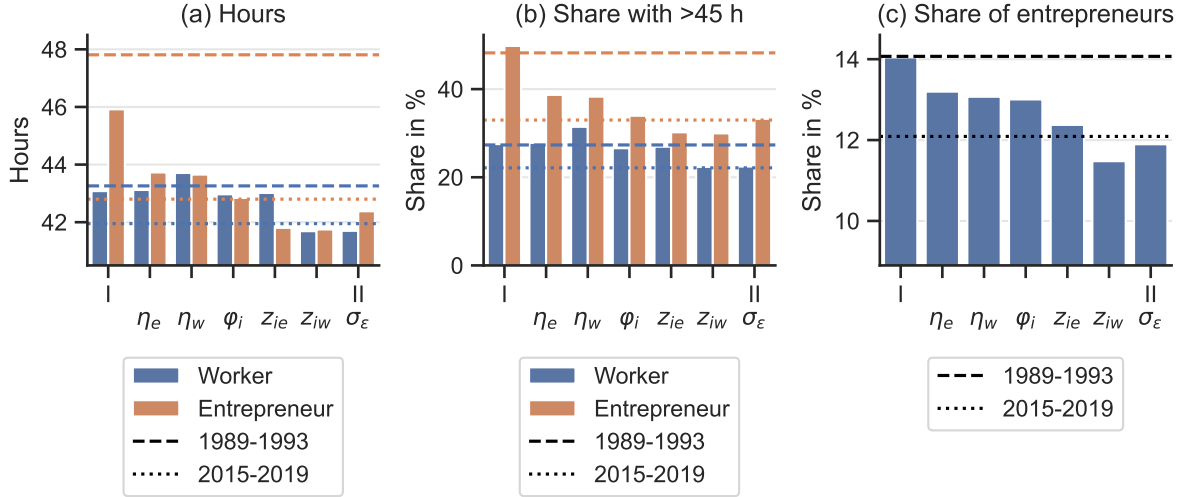 (a) Hours
Hours
48
46
44
42
I
II
η_e η_w φ_i z_ie z_iw σ_ε
Worker
Entrepreneur
1989-1993
2015-2019
(b) Share with >45 h
Share in %
40
20
0
I
II
η_e η_w φ_i z_ie z_iw σ_ε
Worker
Entrepreneur
1989-1993
2015-2019
(c) Share of entrepreneurs
Share in %
14
12
10
I
II
η_e η_w φ_i z_ie z_iw σ_ε
1989-1993
2015-2019